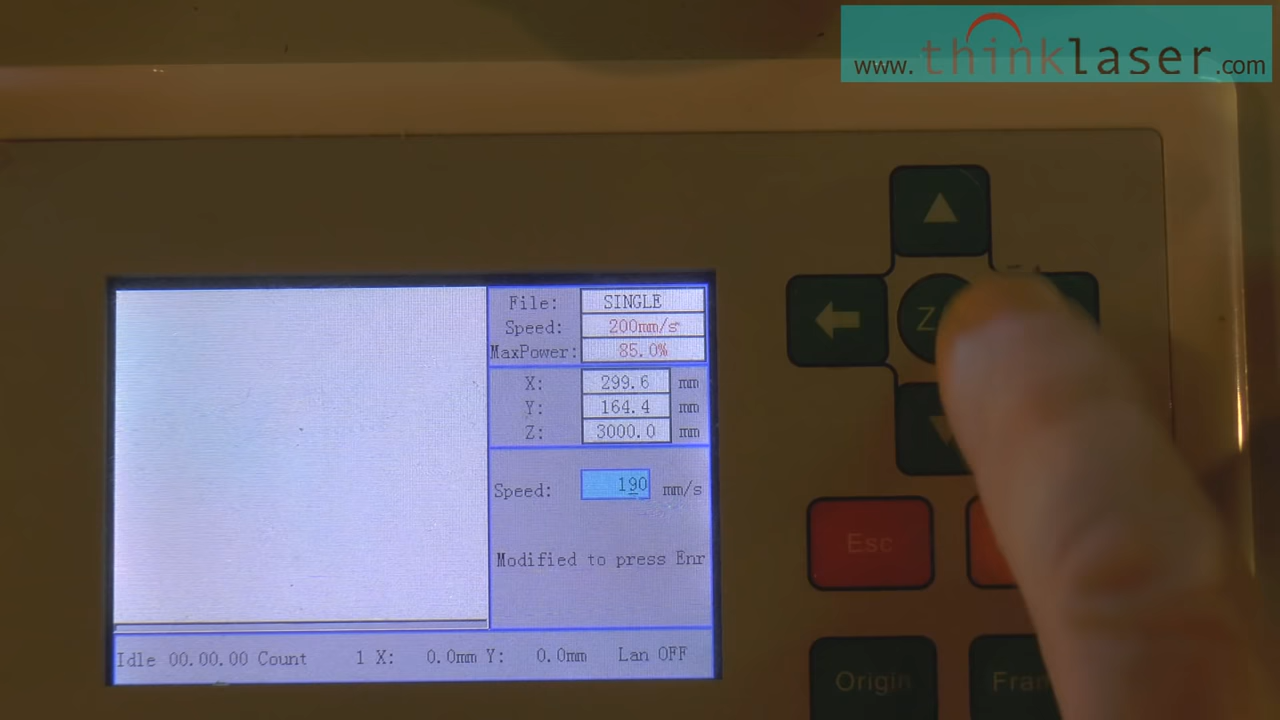 www.thinklaser.com
File: SINGLE
Speed: 200mm/s
MaxPower: 85.0%
X: 299.6 mm
Y: 164.4 mm
Z: 3000.0 mm
Speed: 190 mm/s
Modified to press Enr
Idle 00.00.00 Count 1 X: 0.0mm Y: 0.0mm Lan OFF
Z
Esc
Origin